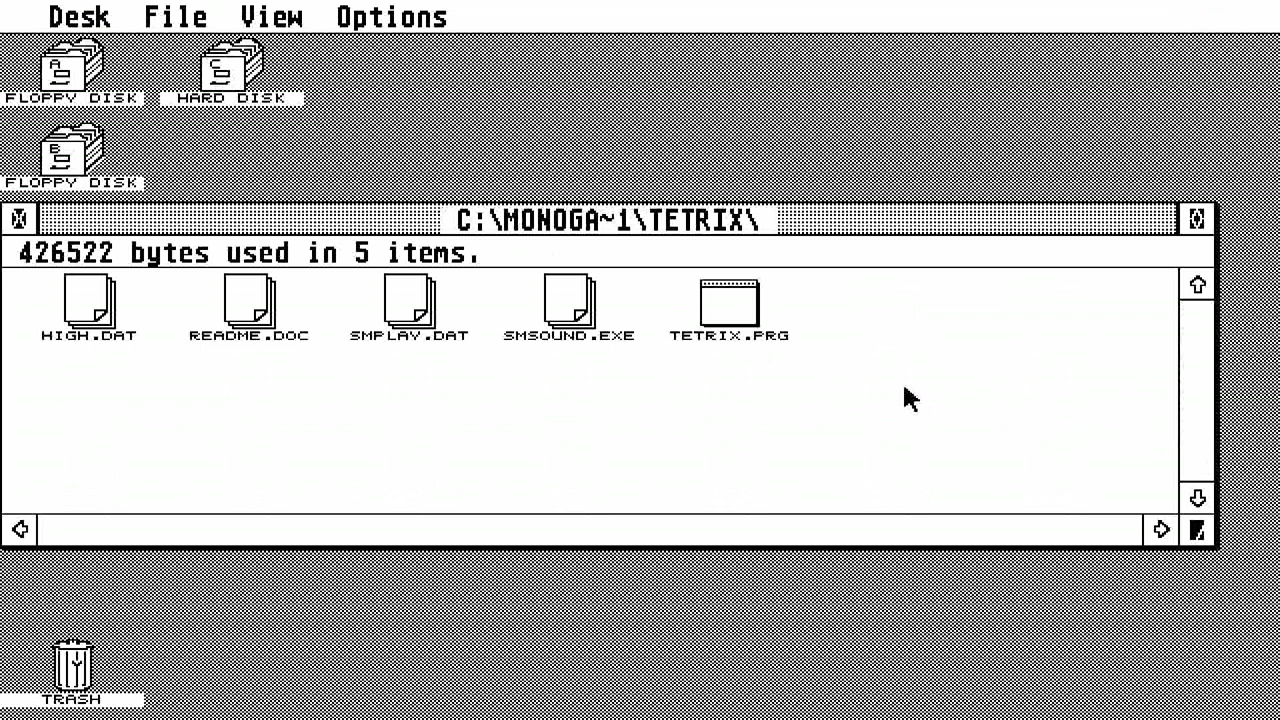 Desk File View Options
A
C
FLOPPY DISK
HARD DISK
B
FLOPPY DISK
C:\MONOGA~1\TETRIX\
426522 bytes used in 5 items.
HIGH.DAT README.DOC SMPLAY.DAT SMSOUND.EXE TETRIX.PRG
TRASH